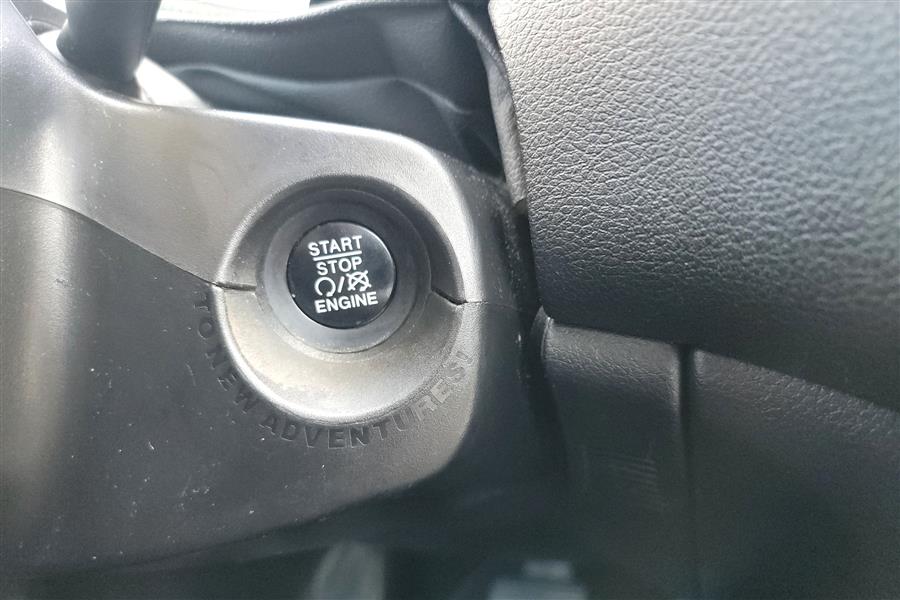 START
STOP
/
ENGINE
TO NEW ADVENTURES!